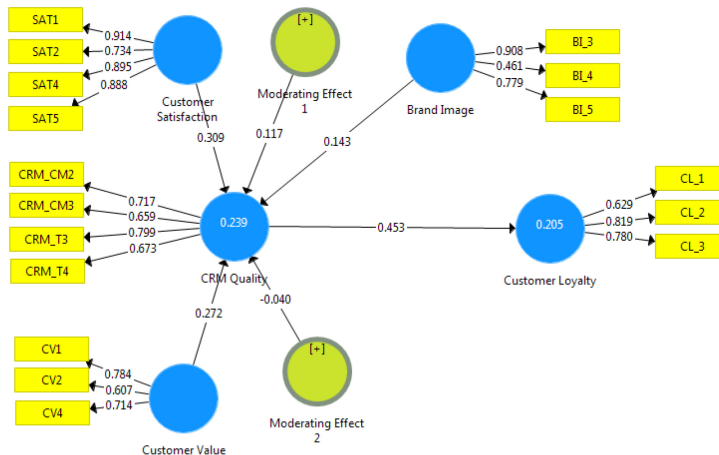 SAT1
SAT2
SAT4
SAT5
0.914
0.734
0.895
0.888
Customer
Satisfaction
[+]
Moderating Effect
1
Brand Image
0.908
0.461
0.779
BI_3
BI_4
BI_5
0.309
0.117
0.143
CRM_CM2
CRM_CM3
CRM_T3
CRM_T4
0.717
0.659
0.799
0.673
0.239
CRM Quality
0.453
0.205
Customer Loyalty
0.629
0.819
0.780
CL_1
CL_2
CL_3
0.272
-0.040
CV1
CV2
CV4
0.784
0.607
0.714
Customer Value
[+]
Moderating Effect
2